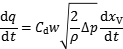 dq/dt = C_d w √(2/ρ Δp) dx_V/dt